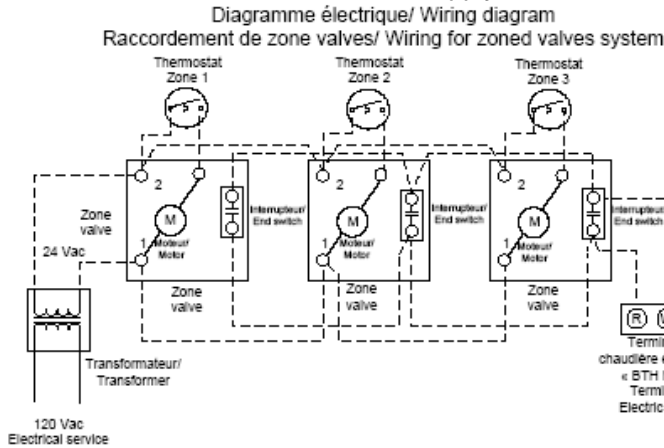 Diagramme électrique/ Wiring diagram
Raccordement de zone valves/ Wiring for zoned valves system
Thermostat
Zone 1
Thermostat
Zone 2
Thermostat
Zone 3
2
M
Moteur/
Motor
1
Interrupteur/
End switch
Zone
valve
2
M
Moteur/
Motor
1
Interrupteur/
End switch
Zone
valve
2
M
Moteur/
Motor
1
Interrupteur/
End switch
Zone
valve
Zone
valve
24 Vac
Transformateur/
Transformer
120 Vac
Electrical service
R
chaudière
« BTH